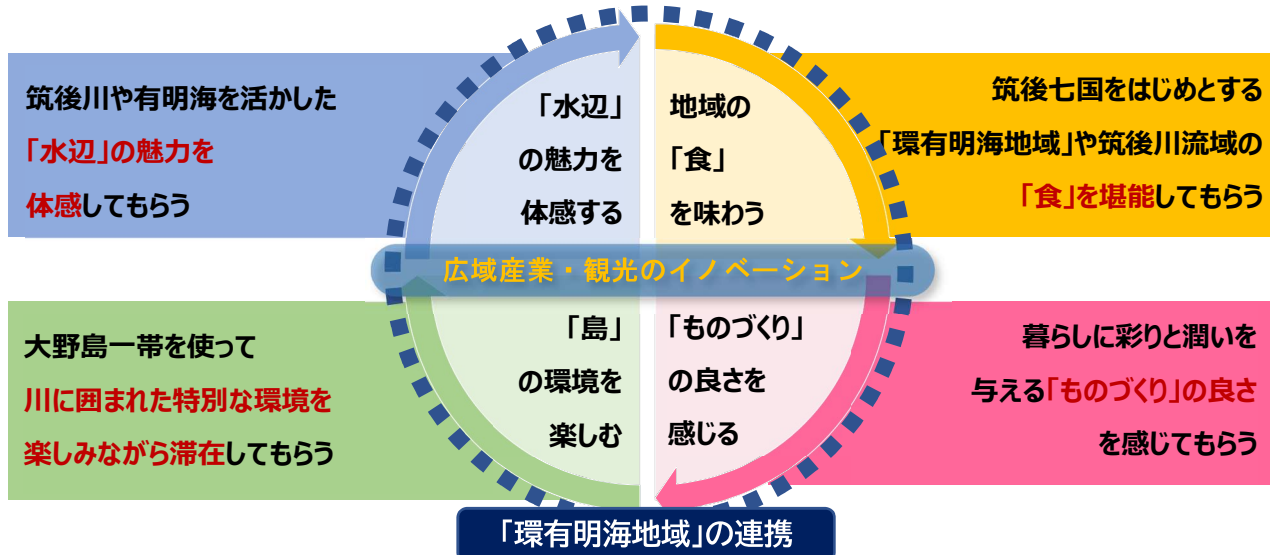 筑後川や有明海を活かした
「水辺」の魅力を
体感してもらう
「水辺」
の魅力を
体感する
地域の
「食」
を味わう
筑後七国をはじめとする
「環有明海地域」や筑後川流域の
「食」を堪能してもらう
広域産業・観光のイノベーション
大野島一帯を使って
川に囲まれた特別な環境を
楽しみながら滞在してもらう
「島」
の環境を
楽しむ
「ものづくり」
の良さを
感じる
暮らしに彩りと潤いを
与える「ものづくり」の良さ
を感じてもらう
「環有明海地域」の連携